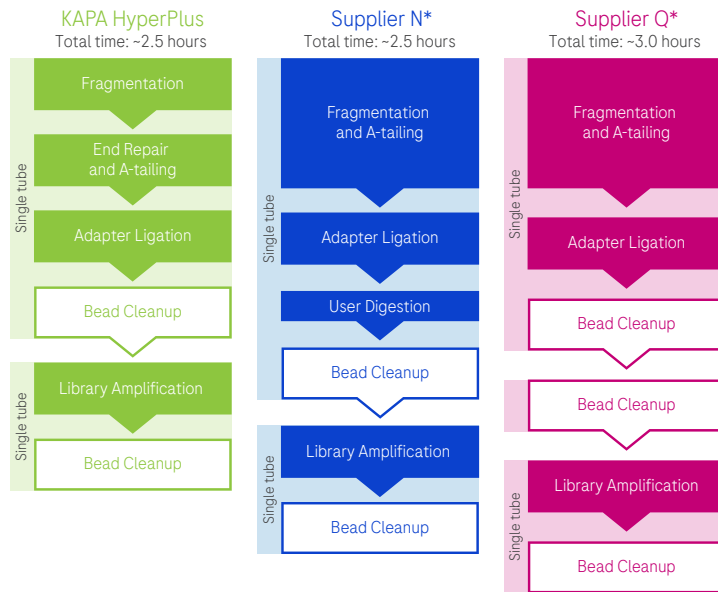 KAPA HyperPlus
Total time: ~2.5 hours
Single tube
Fragmentation
End Repair
and A-tailing
Adapter Ligation
Bead Cleanup
Single tube
Library Amplification
Bead Cleanup
Supplier N*
Total time: ~2.5 hours
Single tube
Fragmentation
and A-tailing
Adapter Ligation
User Digestion
Bead Cleanup
Single tube
Library Amplification
Bead Cleanup
Supplier Q*
Total time: ~3.0 hours
Single tube
Fragmentation
and A-tailing
Adapter Ligation
Bead Cleanup
Bead Cleanup
Single tube
Library Amplification
Bead Cleanup